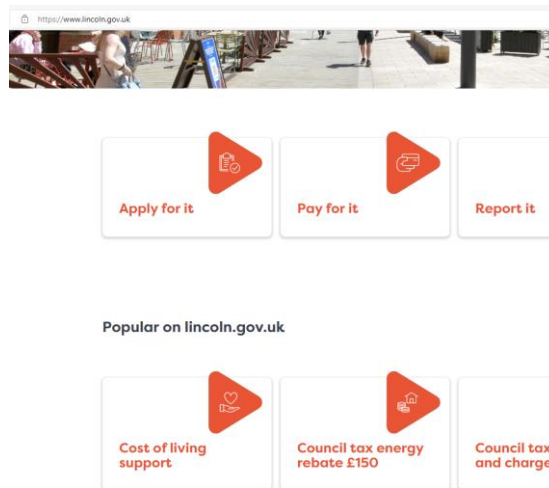 https://www.lincoln.gov.uk
Apply for it
Pay for it
Report it
Popular on lincoln.gov.uk
Cost of living
support
Council tax energy
rebate £150
Council tax
and charge